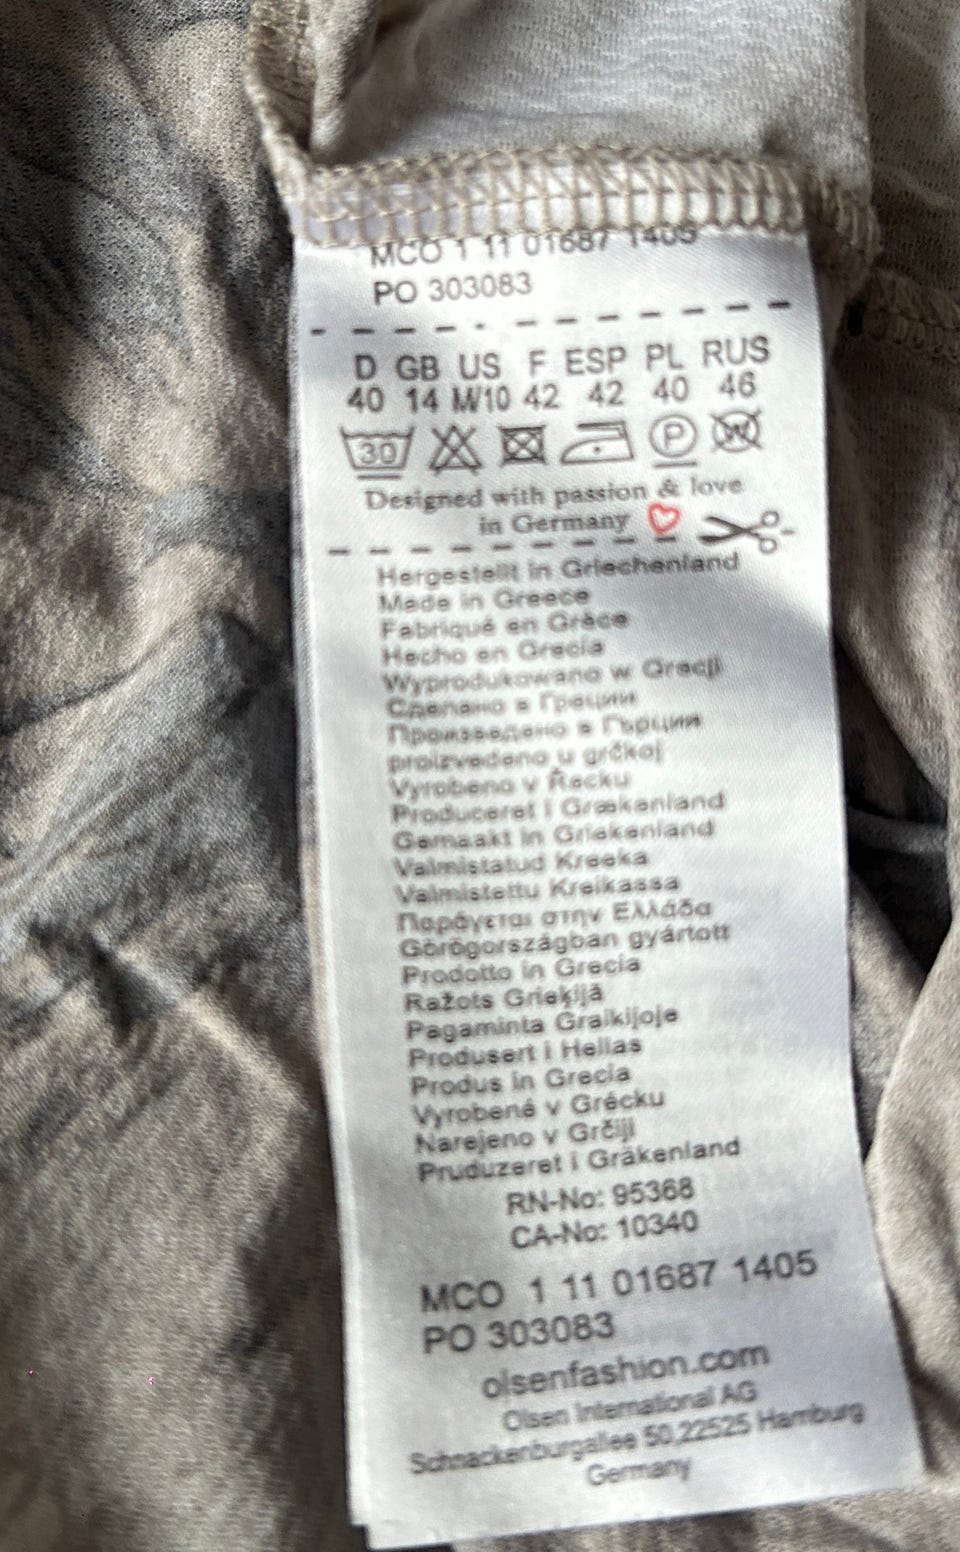 MCO 1 11 01687 1405
PO 303083
D GB US F ESP PL RUS
40 14 M/10 42 42 40 46
30 P W
Designed with passion & love
in Germany
Hergestellt in Griechenland
Made in Greece
Fabriqué en Grèce
Hecho en Grecia
Wyprodukowano w Grecji
Сделано в Греции
Произведено в Гърция
proizvedeno u grčkoj
Vyrobeno v Řecku
Produceret i Grækenland
Gemaakt in Griekenland
Valmistatud Kreeka
Valmistettu Kreikassa
Παράγεται στην Ελλάδα
Görögországban gyártott
Prodotto in Grecia
Ražots Grieķijā
Pagaminta Graikijoje
Produsert i Hellas
Produs in Grecia
Vyrobené v Grécku
Narejeno v Grčiji
Pruduzeret i Gräkenland
RN-No: 95368
CA-No: 10340
MCO 1 11 01687 1405
PO 303083
olsenfashion.com
Olsen International AG
Schnackenburgallee 50,22525 Hamburg
Germany